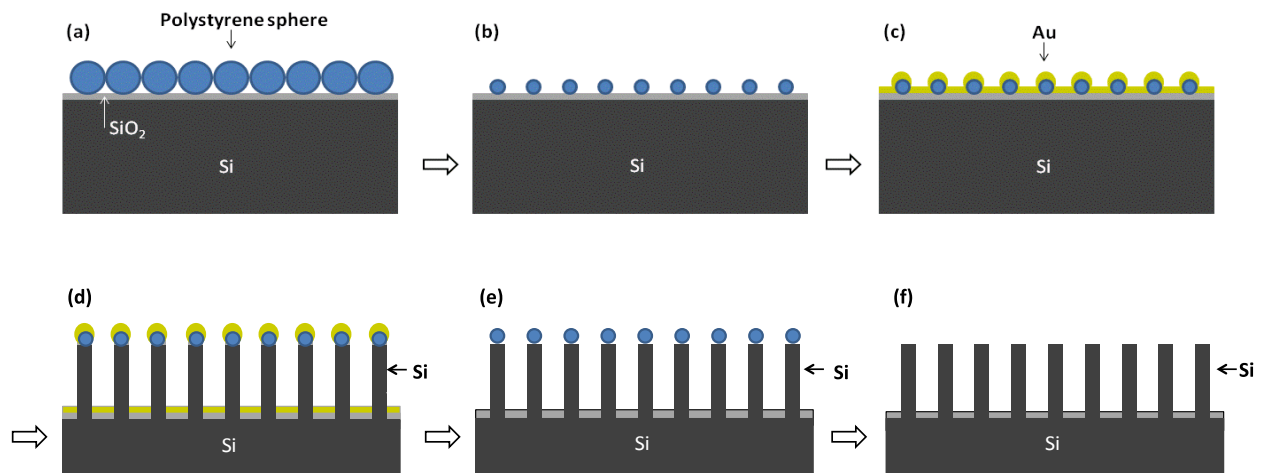 (a)
Polystyrene sphere
SiO₂
Si
(b)
Si
(c)
Au
Si
(d)
Si
Si
(e)
Si
Si
(f)
Si
Si